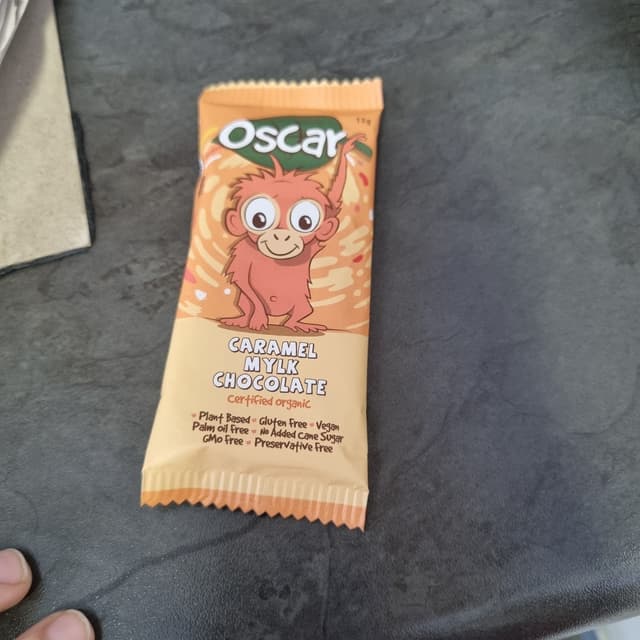 Oscar
15g
CARAMEL
MYLK
CHOCOLATE
certified organic
• Plant Based • Gluten free • Vegan
Palm oil free • No Added Cane Sugar
GMO free • Preservative free